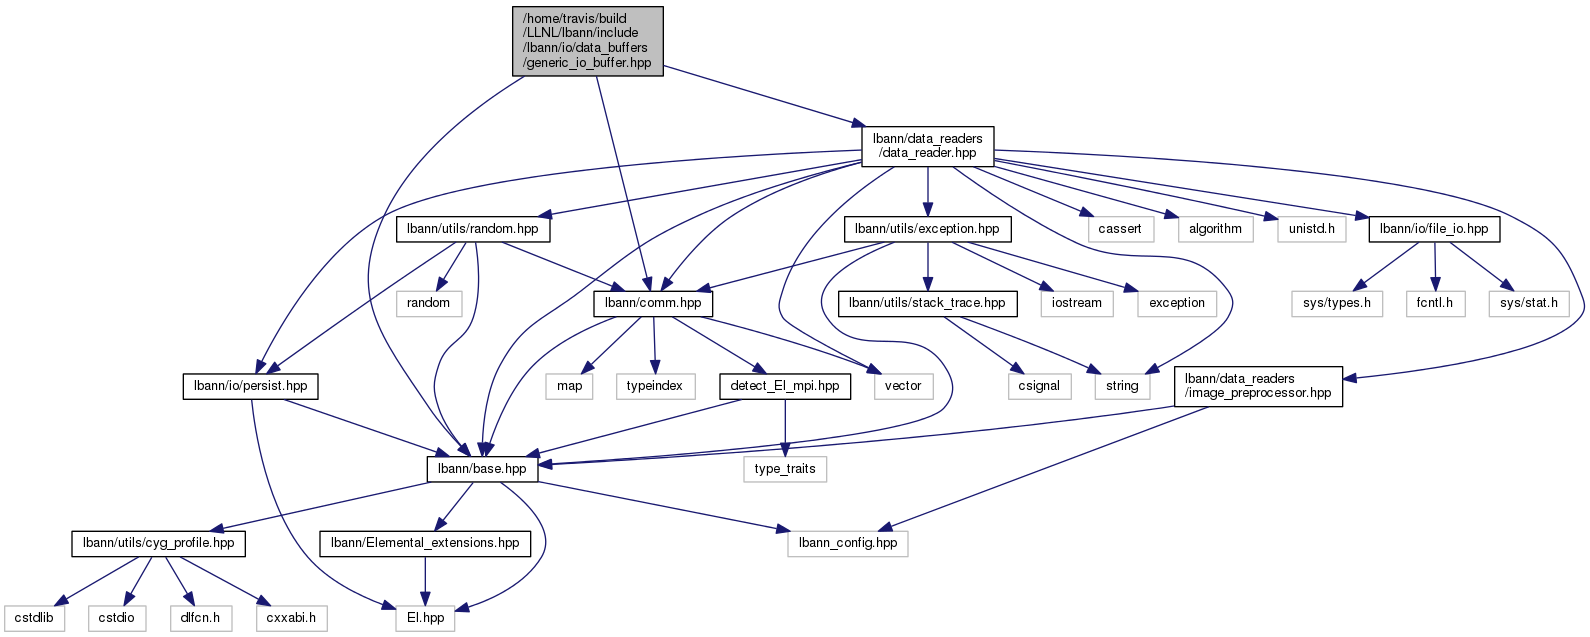 /home/travis/build
/LLNL/lbann/include
/lbann/io/data_buffers
/generic_io_buffer.hpp
lbann/data_readers
/data_reader.hpp
lbann/utils/random.hpp
lbann/utils/exception.hpp
cassert
algorithm
unistd.h
lbann/io/file_io.hpp
random
lbann/comm.hpp
lbann/utils/stack_trace.hpp
iostream
exception
sys/types.h
fcntl.h
sys/stat.h
lbann/io/persist.hpp
map
typeindex
detect_El_mpi.hpp
vector
csignal
string
lbann/data_readers
/image_preprocessor.hpp
lbann/base.hpp
type_traits
lbann/utils/cyg_profile.hpp
lbann/Elemental_extensions.hpp
lbann_config.hpp
cstdlib
cstdio
dlfcn.h
cxxabi.h
El.hpp